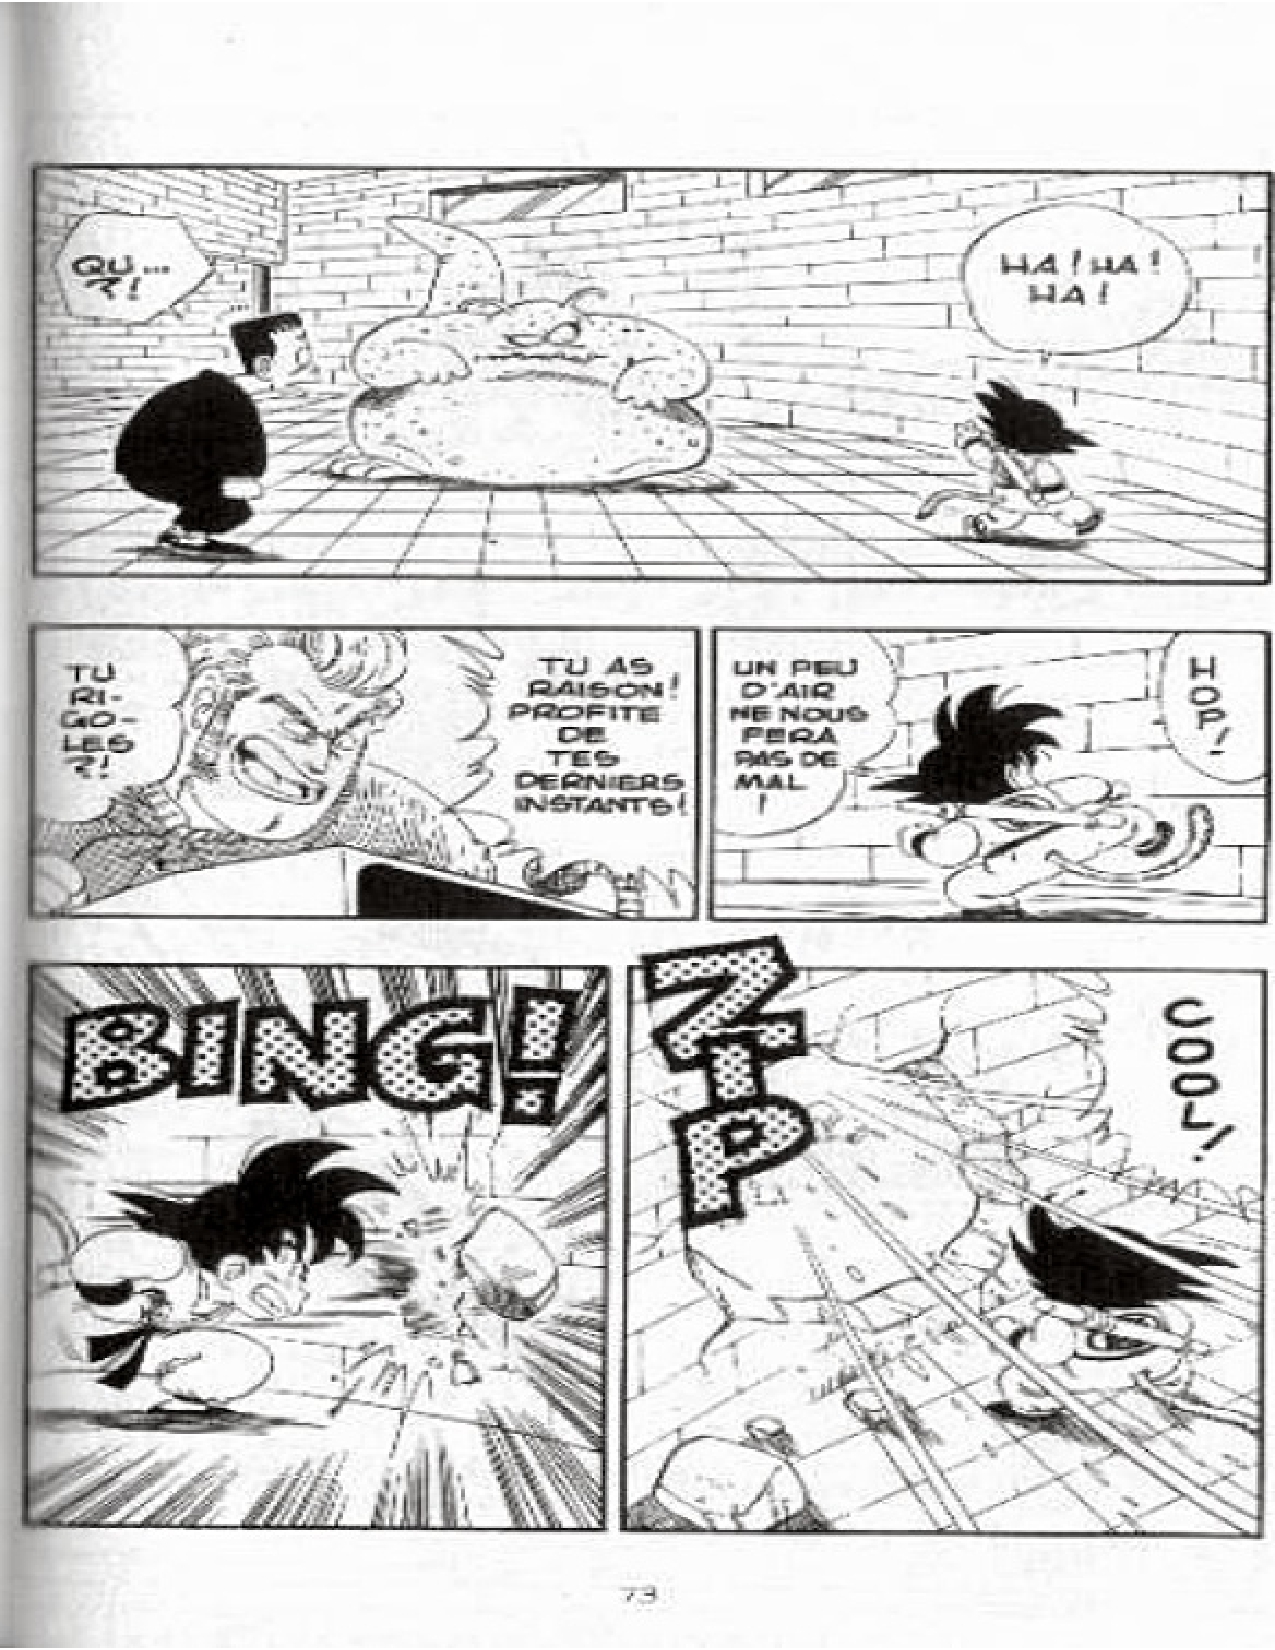 QU...
?!
HA! HA!
HA!
TU
RI-
GO-
LES
?!
TU AS
RAISON!
PROFITE
DE
TES
DERNIERS
INSTANTS!
UN PEU
D'AIR
NE NOUS
FERA
PAS DE
MAL
!
HOP!
BING!
ZIP
COOL!
73